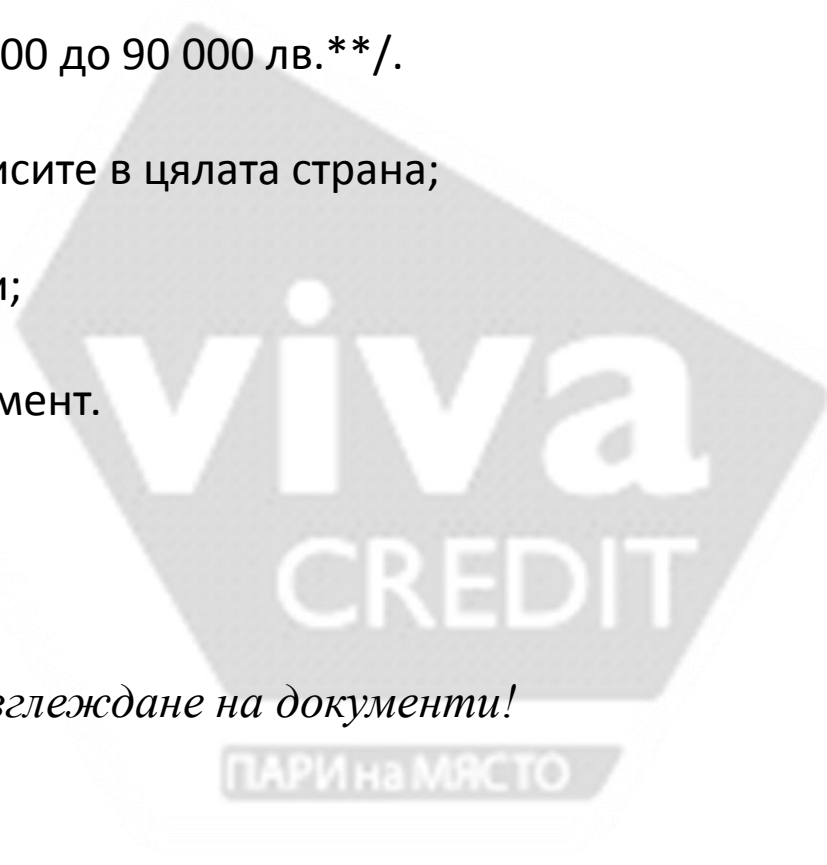 00 до 90 000 лв.**/.
исите в цялата страна;
и;
viva
мент.
CREDIT
зглеждане на документи!
ПАРИ на МЯСТО